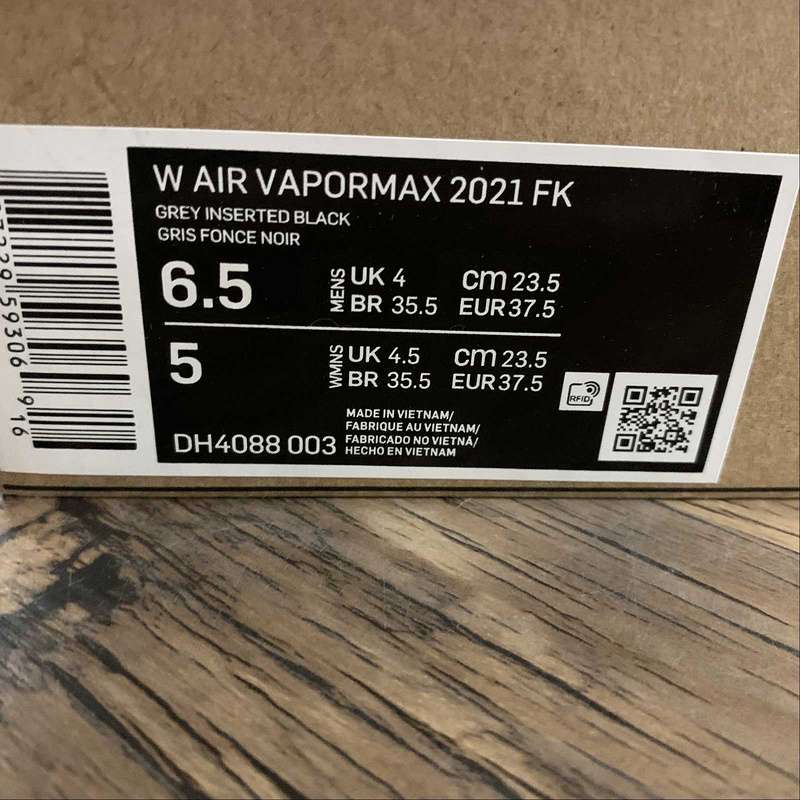 W AIR VAPORMAX 2021 FK
GREY INSERTED BLACK
GRIS FONCE NOIR
6.5 MENS UK 4 cm 23.5
BR 35.5 EUR 37.5
5 WMNS UK 4.5 cm 23.5
BR 35.5 EUR 37.5
RFID
MADE IN VIETNAM/
FABRIQUE AU VIETNAM/
DH4088 003 FABRICADO NO VIETNÃ/
HECHO EN VIETNAM
59306 916